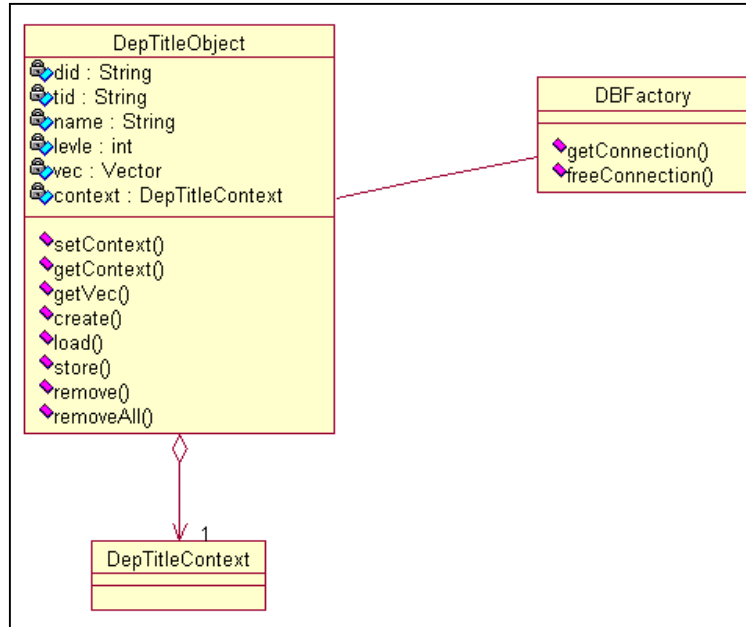 DepTitleObject
did : String
tid : String
name : String
levle : int
vec : Vector
context : DepTitleContext
setContext()
getContext()
getVec()
create()
load()
store()
remove()
removeAll()
DBFactory
getConnection()
freeConnection()
1
DepTitleContext